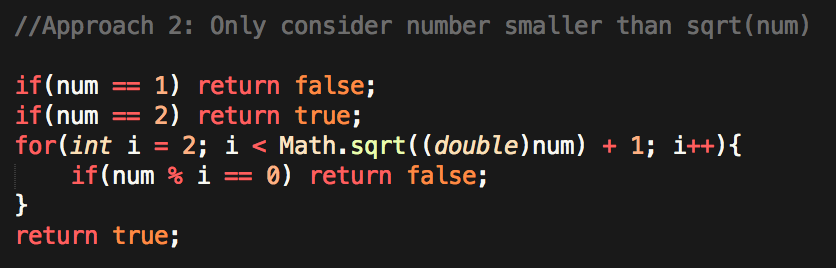 //Approach 2: Only consider number smaller than sqrt(num)
if(num == 1) return false;
if(num == 2) return true;
for(int i = 2; i < Math.sqrt((double)num) + 1; i++){
    if(num % i == 0) return false;
}
return true;